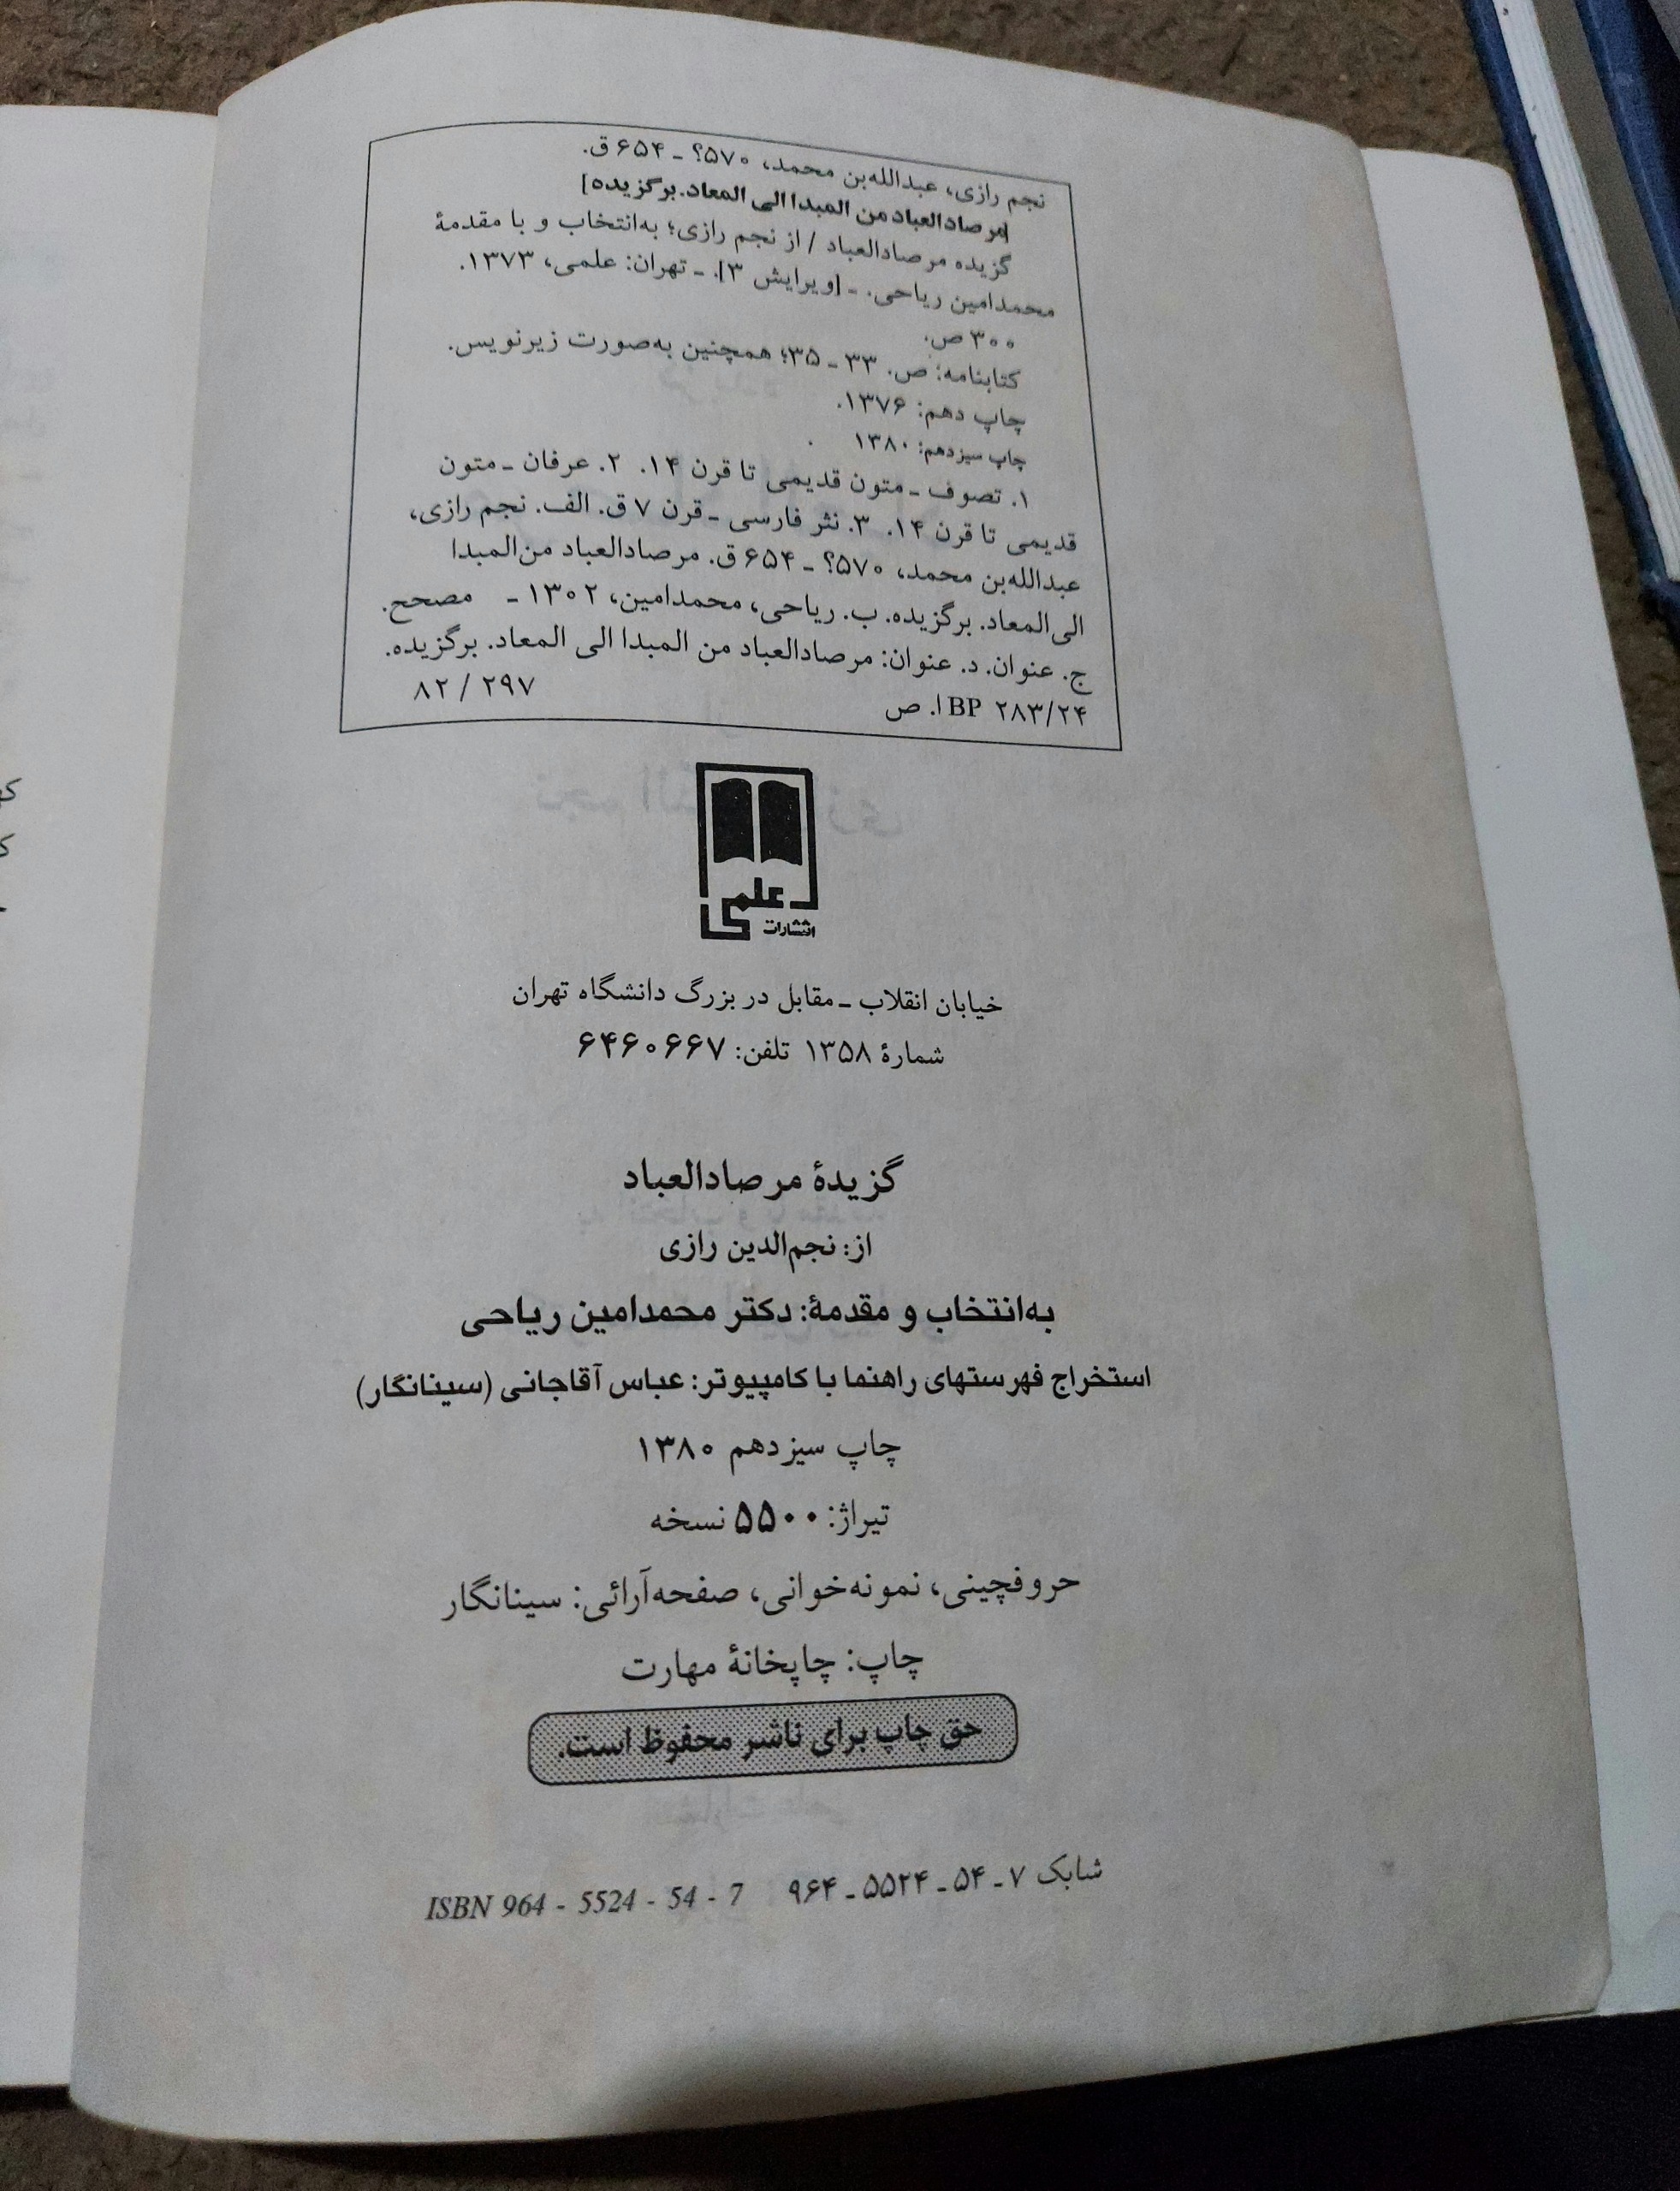 نجم رازی، عبدالله‌بن محمد، ۵۷۰؟ ـ ۶۵۴ ق.
[مرصادالعباد من المبدا الی المعاد. برگزیده]
گزیده مرصادالعباد / از نجم رازی؛ به‌انتخاب و با مقدمهٔ
محمدامین ریاحی. ـ [ویرایش ۳]. ـ تهران: علمی، ۱۳۷۳.
۳۰۰ ص.
کتابنامه: ص. ۳۳ ـ ۳۵؛ همچنین به‌صورت زیرنویس.
چاپ دهم: ۱۳۷۶.
چاپ سیزدهم: ۱۳۸۰
۱. تصوف ـ متون قدیمی تا قرن ۱۴. ۲. عرفان ـ متون
قدیمی تا قرن ۱۴. ۳. نثر فارسی ـ قرن ۷ ق. الف. نجم رازی،
عبدالله‌بن محمد، ۵۷۰؟ ـ ۶۵۴ ق. مرصادالعباد من‌المبدا
الی‌المعاد. برگزیده. ب. ریاحی، محمدامین، ۱۳۰۲ ـ مصحح.
ج. عنوان. د. عنوان: مرصادالعباد من المبدا الی المعاد. برگزیده.
BP ۲۸۳/۲۴ ا. ص ۲۹۷ / ۸۲
علمی
انتشارات
خیابان انقلاب ـ مقابل در بزرگ دانشگاه تهران
شمارهٔ ۱۳۵۸ تلفن: ۶۴۶۰۶۶۷
گزیدهٔ مرصادالعباد
از: نجم‌الدین رازی
به‌انتخاب و مقدمهٔ: دکتر محمدامین ریاحی
استخراج فهرستهای راهنما با کامپیوتر: عباس آقاجانی (سینانگار)
چاپ سیزدهم ۱۳۸۰
تیراژ: ۵۵۰۰ نسخه
حروفچینی، نمونه‌خوانی، صفحه‌آرائی: سینانگار
چاپ: چاپخانهٔ مهارت
حق چاپ برای ناشر محفوظ است.
شابک ۷ ـ ۵۴ ـ ۵۵۲۴ ـ ۹۶۴ ISBN 964 - 5524 - 54 - 7